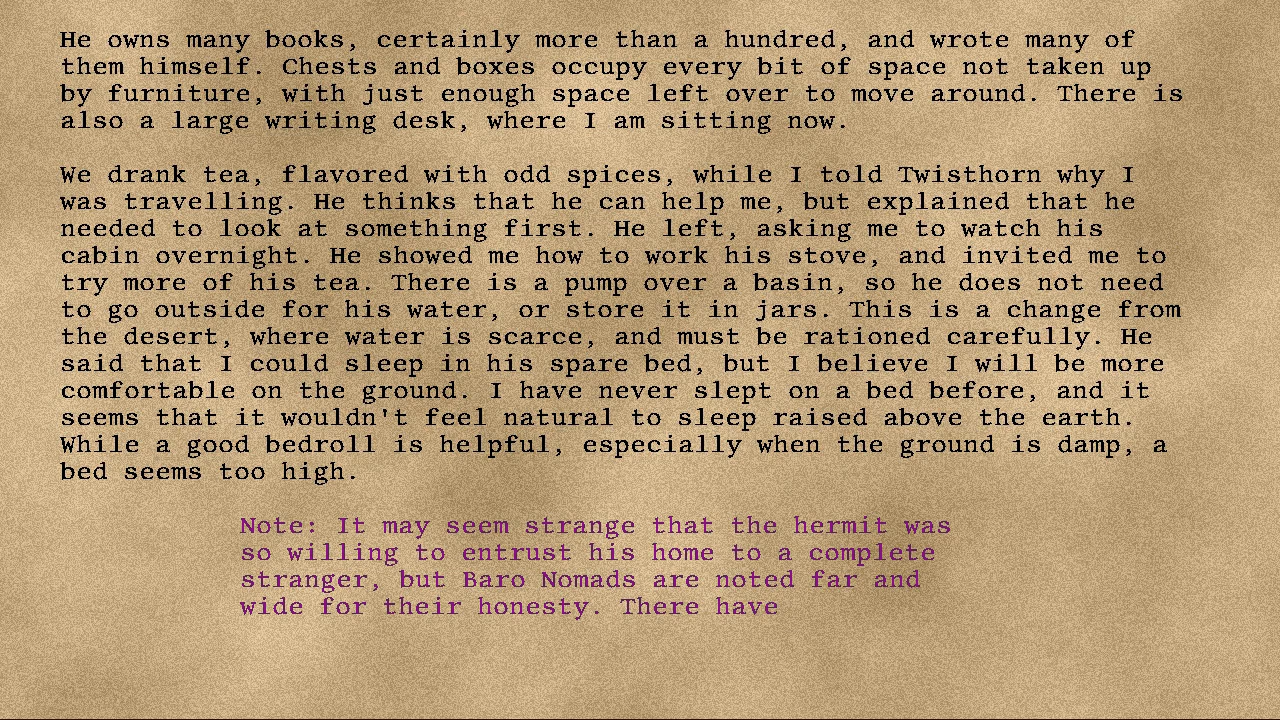 He owns many books, certainly more than a hundred, and wrote many of
them himself. Chests and boxes occupy every bit of space not taken up
by furniture, with just enough space left over to move around. There is
also a large writing desk, where I am sitting now.
We drank tea, flavored with odd spices, while I told Twisthorn why I
was travelling. He thinks that he can help me, but explained that he
needed to look at something first. He left, asking me to watch his
cabin overnight. He showed me how to work his stove, and invited me to
try more of his tea. There is a pump over a basin, so he does not need
to go outside for his water, or store it in jars. This is a change from
the desert, where water is scarce, and must be rationed carefully. He
said that I could sleep in his spare bed, but I believe I will be more
comfortable on the ground. I have never slept on a bed before, and it
seems that it wouldn't feel natural to sleep raised above the earth.
While a good bedroll is helpful, especially when the ground is damp, a
bed seems too high.
Note: It may seem strange that the hermit was
so willing to entrust his home to a complete
stranger, but Baro Nomads are noted far and
wide for their honesty. There have